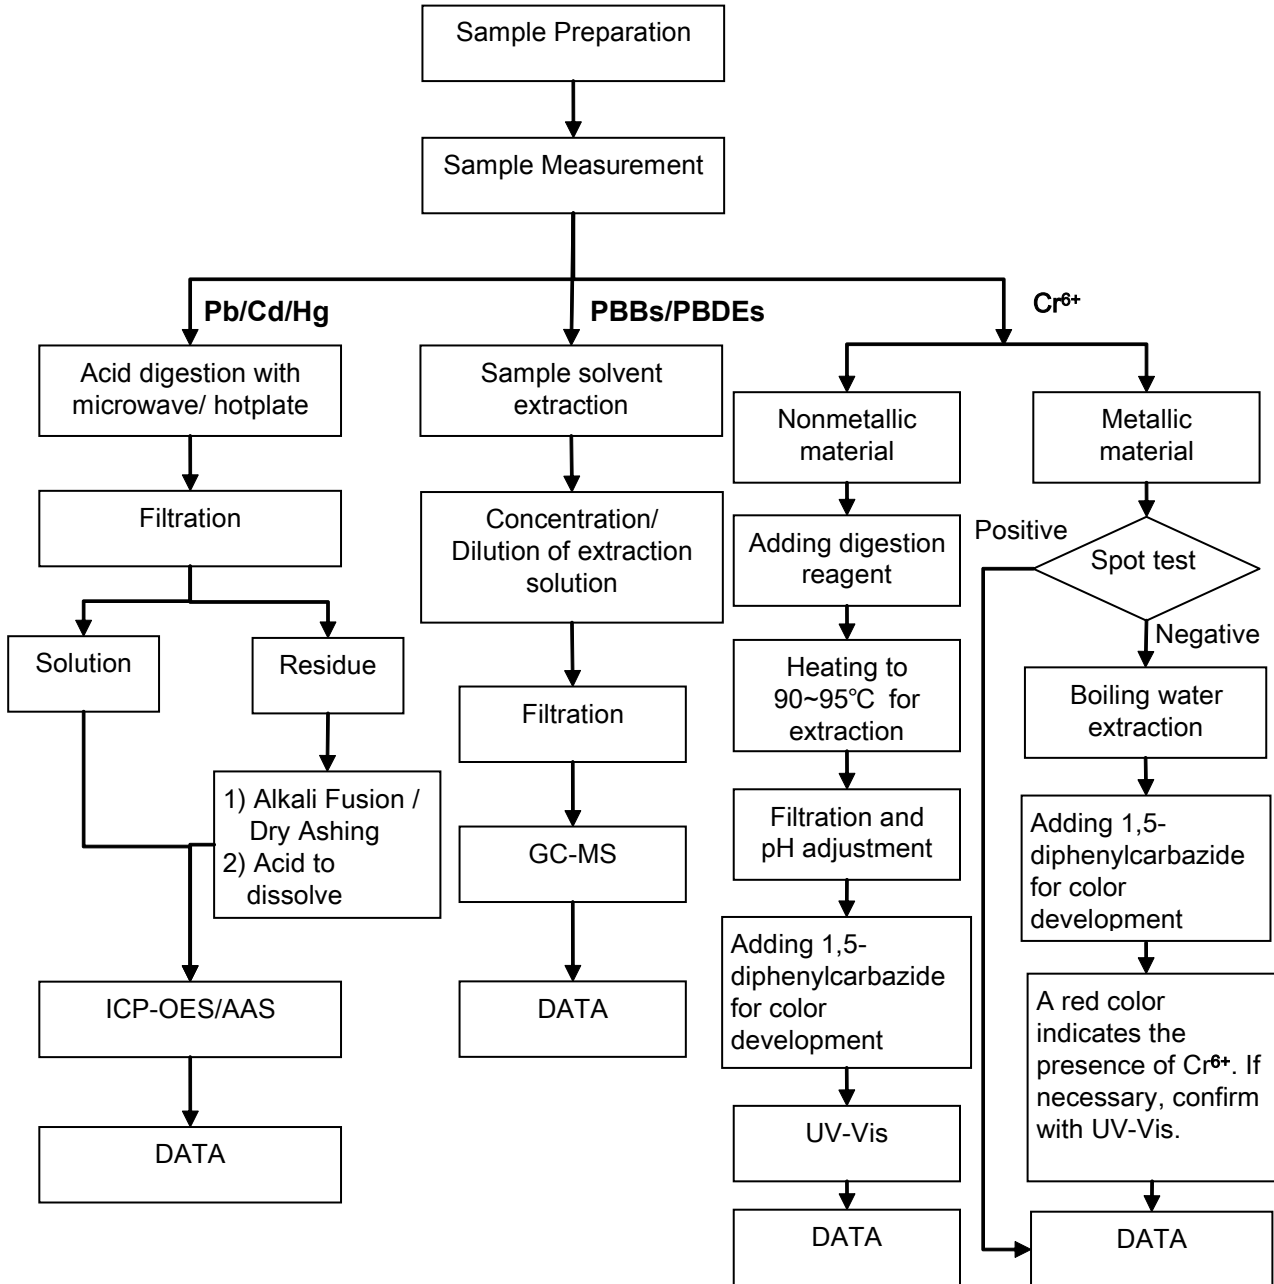 Sample Preparation
Sample Measurement
Pb/Cd/Hg
PBBs/PBDEs
Cr⁶⁺
Acid digestion with
microwave/ hotplate
Filtration
Solution
Residue
1) Alkali Fusion /
Dry Ashing
2) Acid to
dissolve
ICP-OES/AAS
DATA
Sample solvent
extraction
Concentration/
Dilution of extraction
solution
Filtration
GC-MS
DATA
Nonmetallic
material
Adding digestion
reagent
Heating to
90~95℃ for
extraction
Filtration and
pH adjustment
Adding 1,5-
diphenylcarbazide
for color
development
UV-Vis
DATA
Metallic
material
Positive
Spot test
Negative
Boiling water
extraction
Adding 1,5-
diphenylcarbazide
for color
development
A red color
indicates the
presence of Cr⁶⁺. If
necessary, confirm
with UV-Vis.
DATA